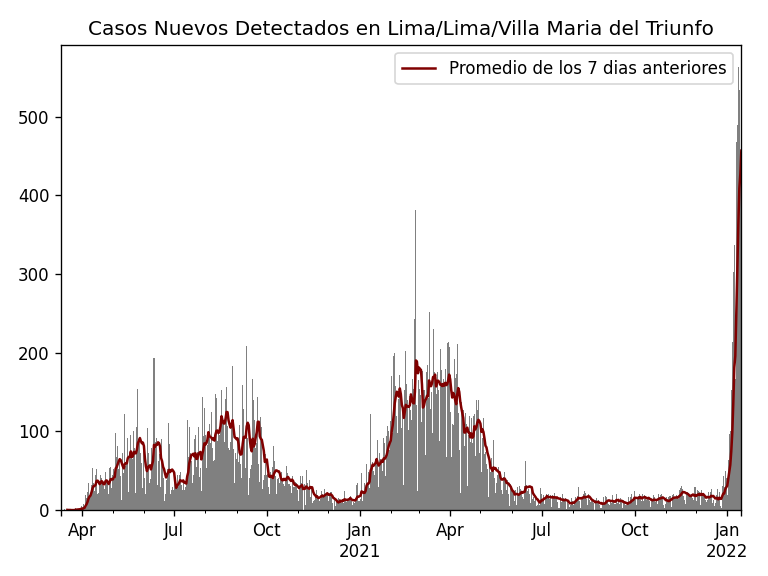 Casos Nuevos Detectados en Lima/Lima/Villa Maria del Triunfo
Promedio de los 7 dias anteriores
500
400
300
200
100
0
Apr Jul Oct Jan Apr Jul Oct Jan
2021 2022